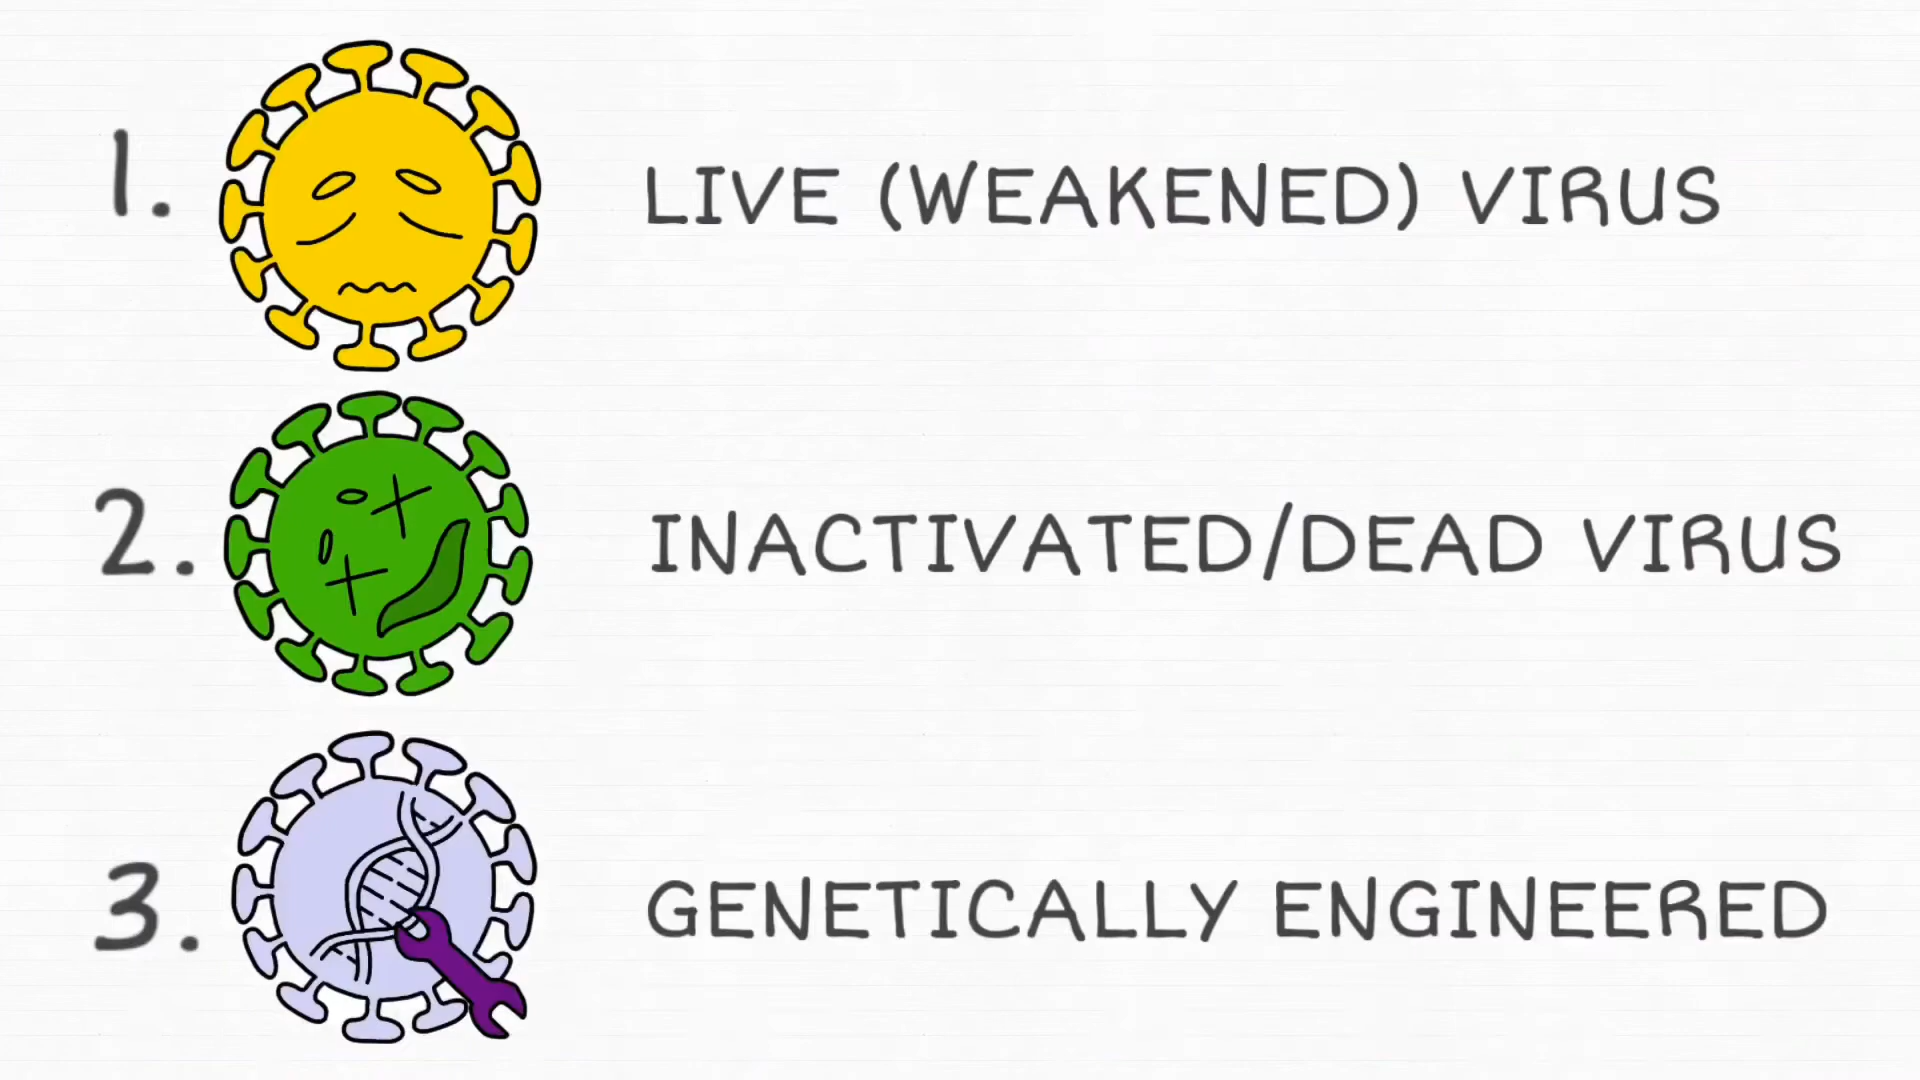 1. LIVE (WEAKENED) VIRUS
2. INACTIVATED/DEAD VIRUS
3. GENETICALLY ENGINEERED